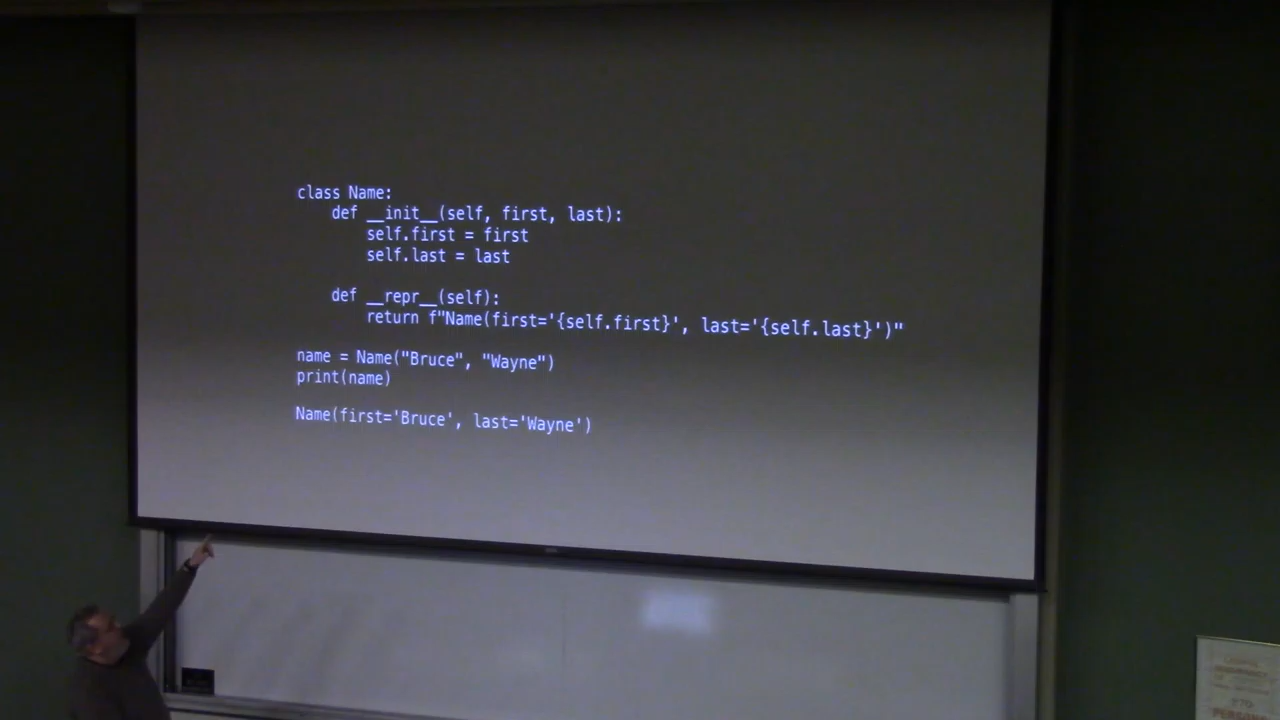 class Name:
    def __init__(self, first, last):
        self.first = first
        self.last = last
    def __repr__(self):
        return f"Name(first='{self.first}', last='{self.last}')"
name = Name("Bruce", "Wayne")
print(name)
Name(first='Bruce', last='Wayne')